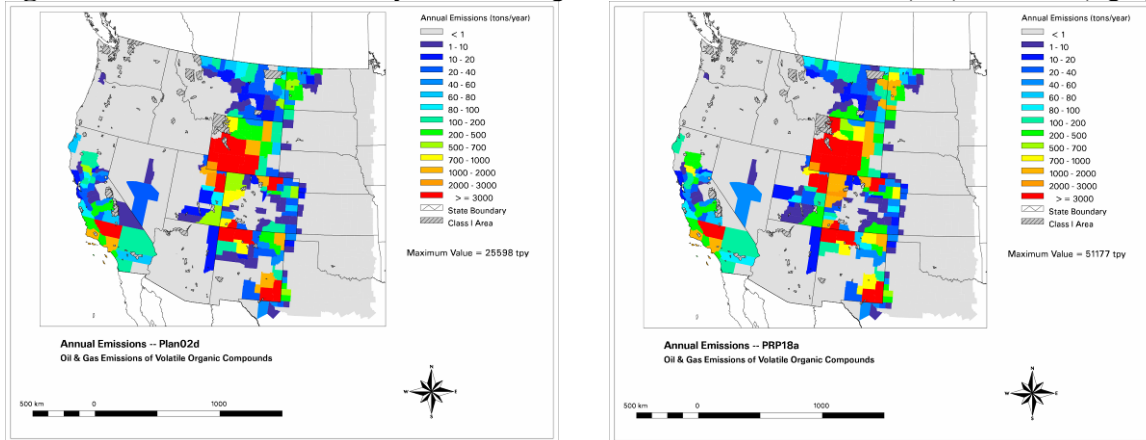 Annual Emissions (tons/year)
< 1
1 - 10
10 - 20
20 - 40
40 - 60
60 - 80
80 - 100
100 - 200
200 - 500
500 - 700
700 - 1000
1000 - 2000
2000 - 3000
> = 3000
State Boundary
Class I Area
Maximum Value = 25598 tpy
Annual Emissions -- Plan02d
Oil & Gas Emissions of Volatile Organic Compounds
N
W E
S
500 km 0 1000
Annual Emissions (tons/year)
< 1
1 - 10
10 - 20
20 - 40
40 - 60
60 - 80
80 - 100
100 - 200
200 - 500
500 - 700
700 - 1000
1000 - 2000
2000 - 3000
> = 3000
State Boundary
Class I Area
Maximum Value = 51177 tpy
Annual Emissions -- PRP18a
Oil & Gas Emissions of Volatile Organic Compounds
N
W E
S
500 km 0 1000